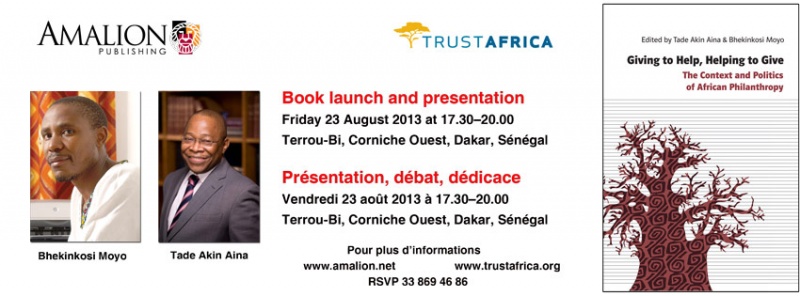 AMALION
PUBLISHING
TRUSTAFRICA
Bhekinkosi Moyo
Tade Akin Aina
Book launch and presentation
Friday 23 August 2013 at 17.30–20.00
Terrou-Bi, Corniche Ouest, Dakar, Sénégal
Présentation, débat, dédicace
Vendredi 23 août 2013 à 17.30–20.00
Terrou-Bi, Corniche Ouest, Dakar, Sénégal
Pour plus d'informations
www.amalion.net www.trustafrica.org
RSVP 33 869 46 86
Edited by Tade Akin Aina & Bhekinkosi Moyo
Giving to Help, Helping to Give
The Context and Politics
of African Philanthropy